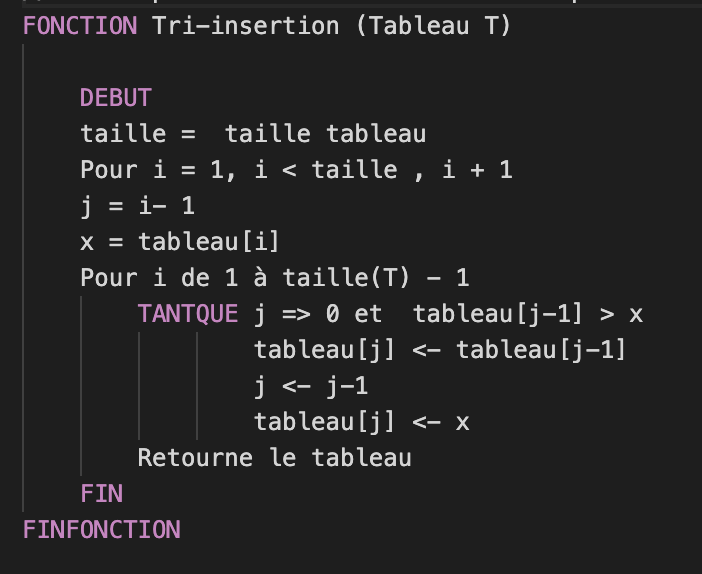 FONCTION Tri-insertion (Tableau T)
DEBUT
taille =  taille tableau
Pour i = 1, i < taille , i + 1
j = i- 1
x = tableau[i]
Pour i de 1 à taille(T) - 1
TANTQUE j => 0 et  tableau[j-1] > x
tableau[j] <- tableau[j-1]
j <- j-1
tableau[j] <- x
Retourne le tableau
FIN
FINFONCTION